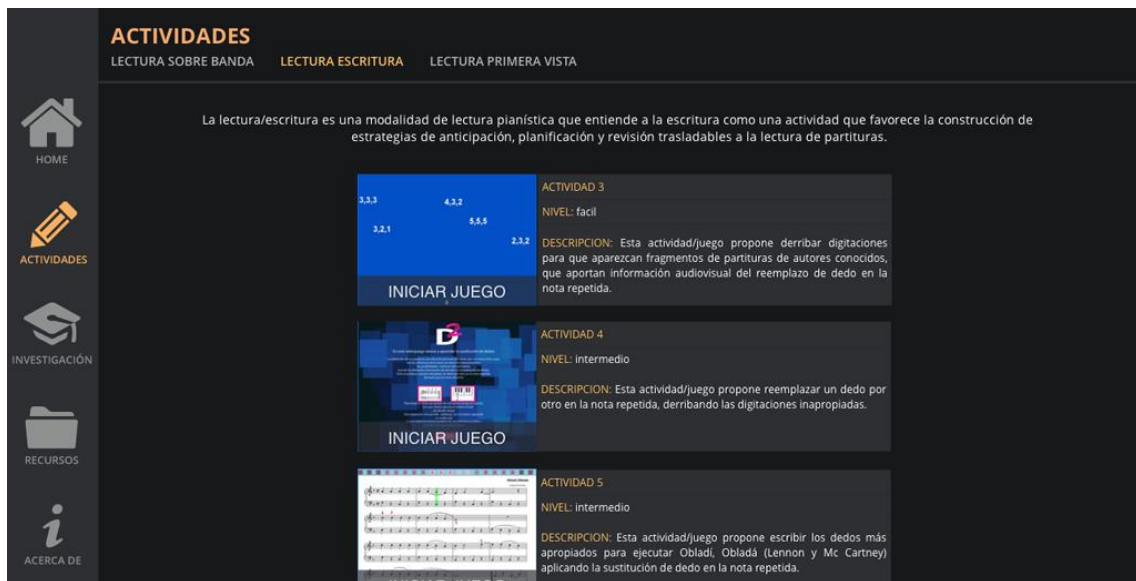 ACTIVIDADES
LECTURA SOBRE BANDA LECTURA ESCRITURA LECTURA PRIMERA VISTA
HOME
ACTIVIDADES
INVESTIGACIÓN
RECURSOS
ACERCA DE
La lectura/escritura es una modalidad de lectura pianística que entiende a la escritura como una actividad que favorece la construcción de
estrategias de anticipación, planificación y revisión trasladables a la lectura de partituras.
3,3,3
4,3,2
5,5,5
3,2,1
2,3,2
INICIAR JUEGO
ACTIVIDAD 3
NIVEL: facil
DESCRIPCION: Esta actividad/juego propone derribar digitaciones
para que aparezcan fragmentos de partituras de autores conocidos,
que aportan información audiovisual del reemplazo de dedo en la
nota repetida.
D2
INICIAR JUEGO
ACTIVIDAD 4
NIVEL: intermedio
DESCRIPCION: Esta actividad/juego propone reemplazar un dedo por
otro en la nota repetida, derribando las digitaciones inapropiadas.
INICIAR JUEGO
ACTIVIDAD 5
NIVEL: intermedio
DESCRIPCION: Esta actividad/juego propone escribir los dedos más
apropiados para ejecutar Obladí, Obladá (Lennon y Mc Cartney)
aplicando la sustitución de dedo en la nota repetida.